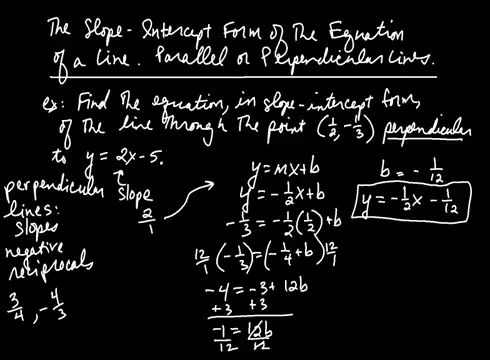 The Slope-Intercept Form of The Equation
of a Line. Parallel or Perpendicular Lines.
ex: Find The equation, in slope-intercept form,
of The line Through The point (1/2, -1/3) perpendicular
to y = 2x - 5.
slope
2/1
perpendicular
lines:
slopes
negative
reciprocals
3/4, -4/3
y = mx + b
y = -1/2 x + b
-1/3 = -1/2 (1/2) + b
12/1 (-1/3) = (-1/4 + b) 12/1
-4 = -3 + 12b
+3 +3
-1/12 = 12b/12
b = -1/12
y = -1/2 x - 1/12